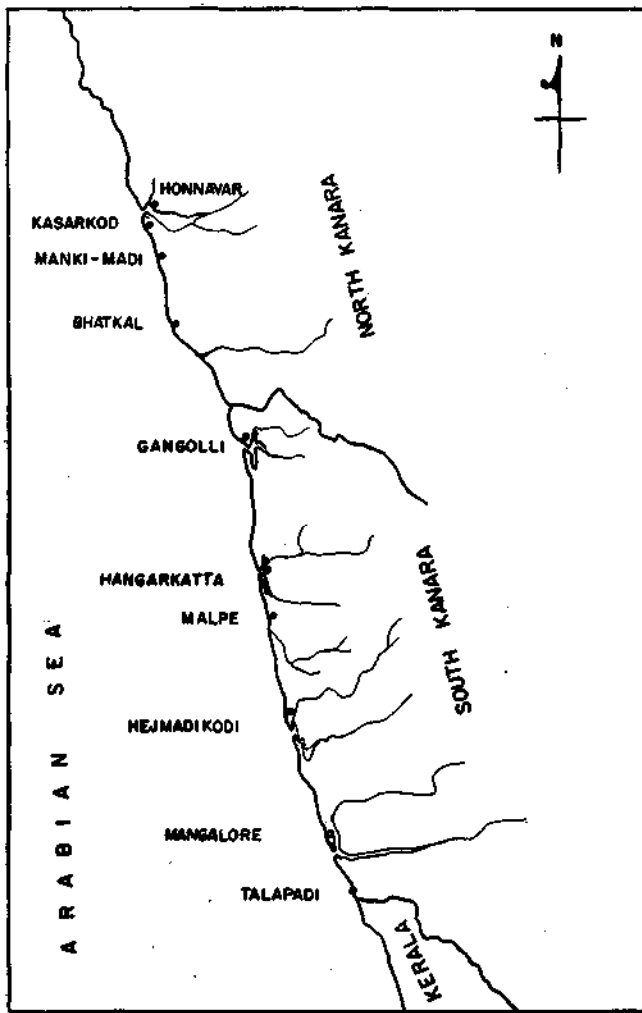 N
HONNAVAR
KASARKOD
MANKI-MADI
BHATKAL
NORTH KANARA
GANGOLLI
HANGARKATTA
MALPE
SOUTH KANARA
HEJMADIKODI
MANGALORE
TALAPADI
KERALA
ARABIAN SEA